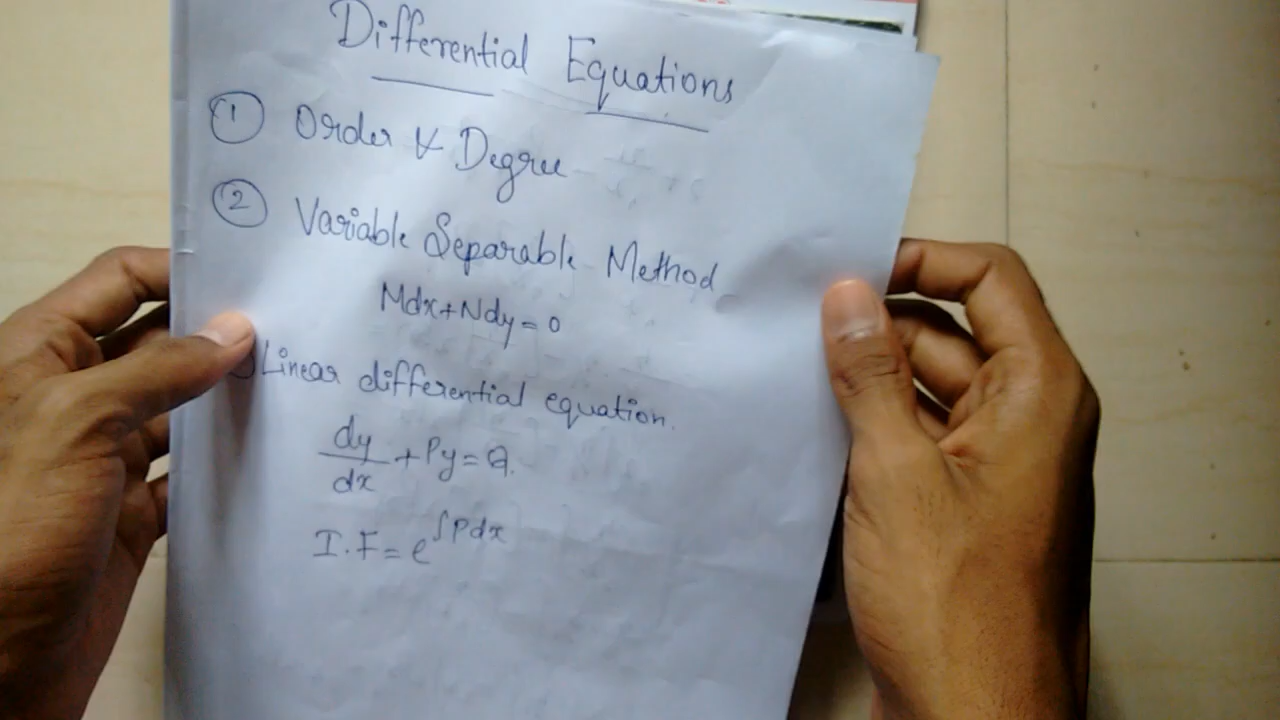 Differential Equations
① Order & Degree
② Variable Separable Method
Mdx+Ndy=0
Linear differential equation.
dy/dx + Py = Q.
I.F = e^∫Pdx